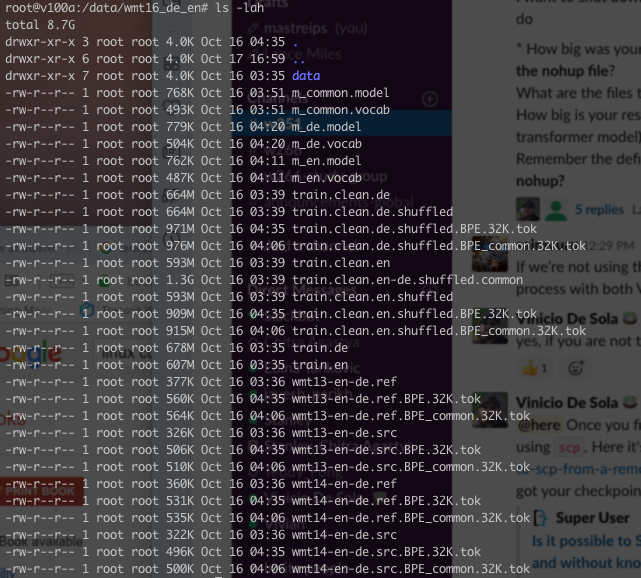 root@v100a:/data/wmt16_de_en# ls -lah
total 8.7G
drwxr-xr-x 3 root root 4.0K Oct 16 04:35 .
drwxr-xr-x 6 root root 4.0K Oct 17 16:59 ..
drwxr-xr-x 7 root root 4.0K Oct 16 03:35 data
-rw-r--r-- 1 root root 768K Oct 16 03:51 m_common.model
-rw-r--r-- 1 root root 493K Oct 16 03:51 m_common.vocab
-rw-r--r-- 1 root root 779K Oct 16 04:20 m_de.model
-rw-r--r-- 1 root root 504K Oct 16 04:20 m_de.vocab
-rw-r--r-- 1 root root 762K Oct 16 04:11 m_en.model
-rw-r--r-- 1 root root 487K Oct 16 04:11 m_en.vocab
-rw-r--r-- 1 root root 664M Oct 16 03:39 train.clean.de
-rw-r--r-- 1 root root 664M Oct 16 03:39 train.clean.de.shuffled
-rw-r--r-- 1 root root 971M Oct 16 04:35 train.clean.de.shuffled.BPE.32K.tok
-rw-r--r-- 1 root root 976M Oct 16 04:06 train.clean.de.shuffled.BPE_common.32K.tok
-rw-r--r-- 1 root root 593M Oct 16 03:39 train.clean.en
-rw-r--r-- 1 root root 1.3G Oct 16 03:39 train.clean.en-de.shuffled.common
-rw-r--r-- 1 root root 593M Oct 16 03:39 train.clean.en.shuffled
-rw-r--r-- 1 root root 909M Oct 16 04:35 train.clean.en.shuffled.BPE.32K.tok
-rw-r--r-- 1 root root 915M Oct 16 04:06 train.clean.en.shuffled.BPE_common.32K.tok
-rw-r--r-- 1 root root 678M Oct 16 03:35 train.de
-rw-r--r-- 1 root root 607M Oct 16 03:35 train.en
-rw-r--r-- 1 root root 377K Oct 16 03:36 wmt13-en-de.ref
-rw-r--r-- 1 root root 560K Oct 16 04:35 wmt13-en-de.ref.BPE.32K.tok
-rw-r--r-- 1 root root 564K Oct 16 04:06 wmt13-en-de.ref.BPE_common.32K.tok
-rw-r--r-- 1 root root 326K Oct 16 03:36 wmt13-en-de.src
-rw-r--r-- 1 root root 506K Oct 16 04:35 wmt13-en-de.src.BPE.32K.tok
-rw-r--r-- 1 root root 510K Oct 16 04:06 wmt13-en-de.src.BPE_common.32K.tok
-rw-r--r-- 1 root root 360K Oct 16 03:36 wmt14-en-de.ref
-rw-r--r-- 1 root root 531K Oct 16 04:35 wmt14-en-de.ref.BPE.32K.tok
-rw-r--r-- 1 root root 535K Oct 16 04:06 wmt14-en-de.ref.BPE_common.32K.tok
-rw-r--r-- 1 root root 322K Oct 16 03:36 wmt14-en-de.src
-rw-r--r-- 1 root root 496K Oct 16 04:35 wmt14-en-de.src.BPE.32K.tok
-rw-r--r-- 1 root root 500K Oct 16 04:06 wmt14-en-de.src.BPE_common.32K.tok
mastreips (you)
Miles
Channels
Direct Messages
PRINT BOOK
do
* How big was your
the nohup file?
What are the files t
How big is your res
transformer model)
Remember the defi
nohup?
5 replies
2:29 PM
If we're not using th
process with both V
Vinicio De Sola
yes, if you are not t
1
Vinicio De Sola
@here Once you f
using scp. Here it'
o-scp-from-a-remo
got your checkpoin
Super User
Is it possible to S
and without know